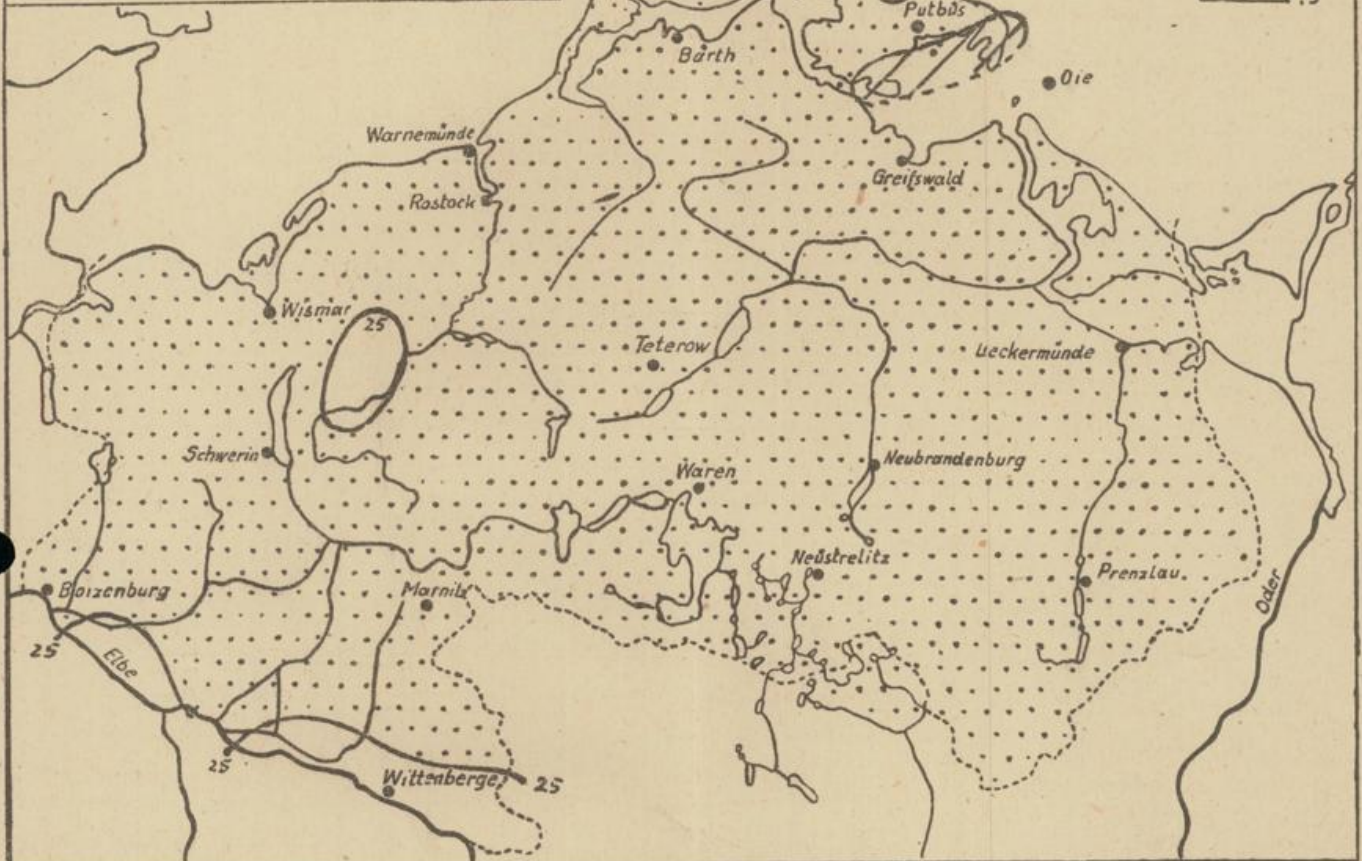 Putbus
Barth
Oie
Warnemünde
Greifswald
Rostock
Wismar
25
Teterow
Ueckermünde
Schwerin
Waren
Neubrandenburg
Neustrelitz
Boizenburg
Marnitz
Prenzlau.
Oder
25
Elbe
25
Wittenberge
25